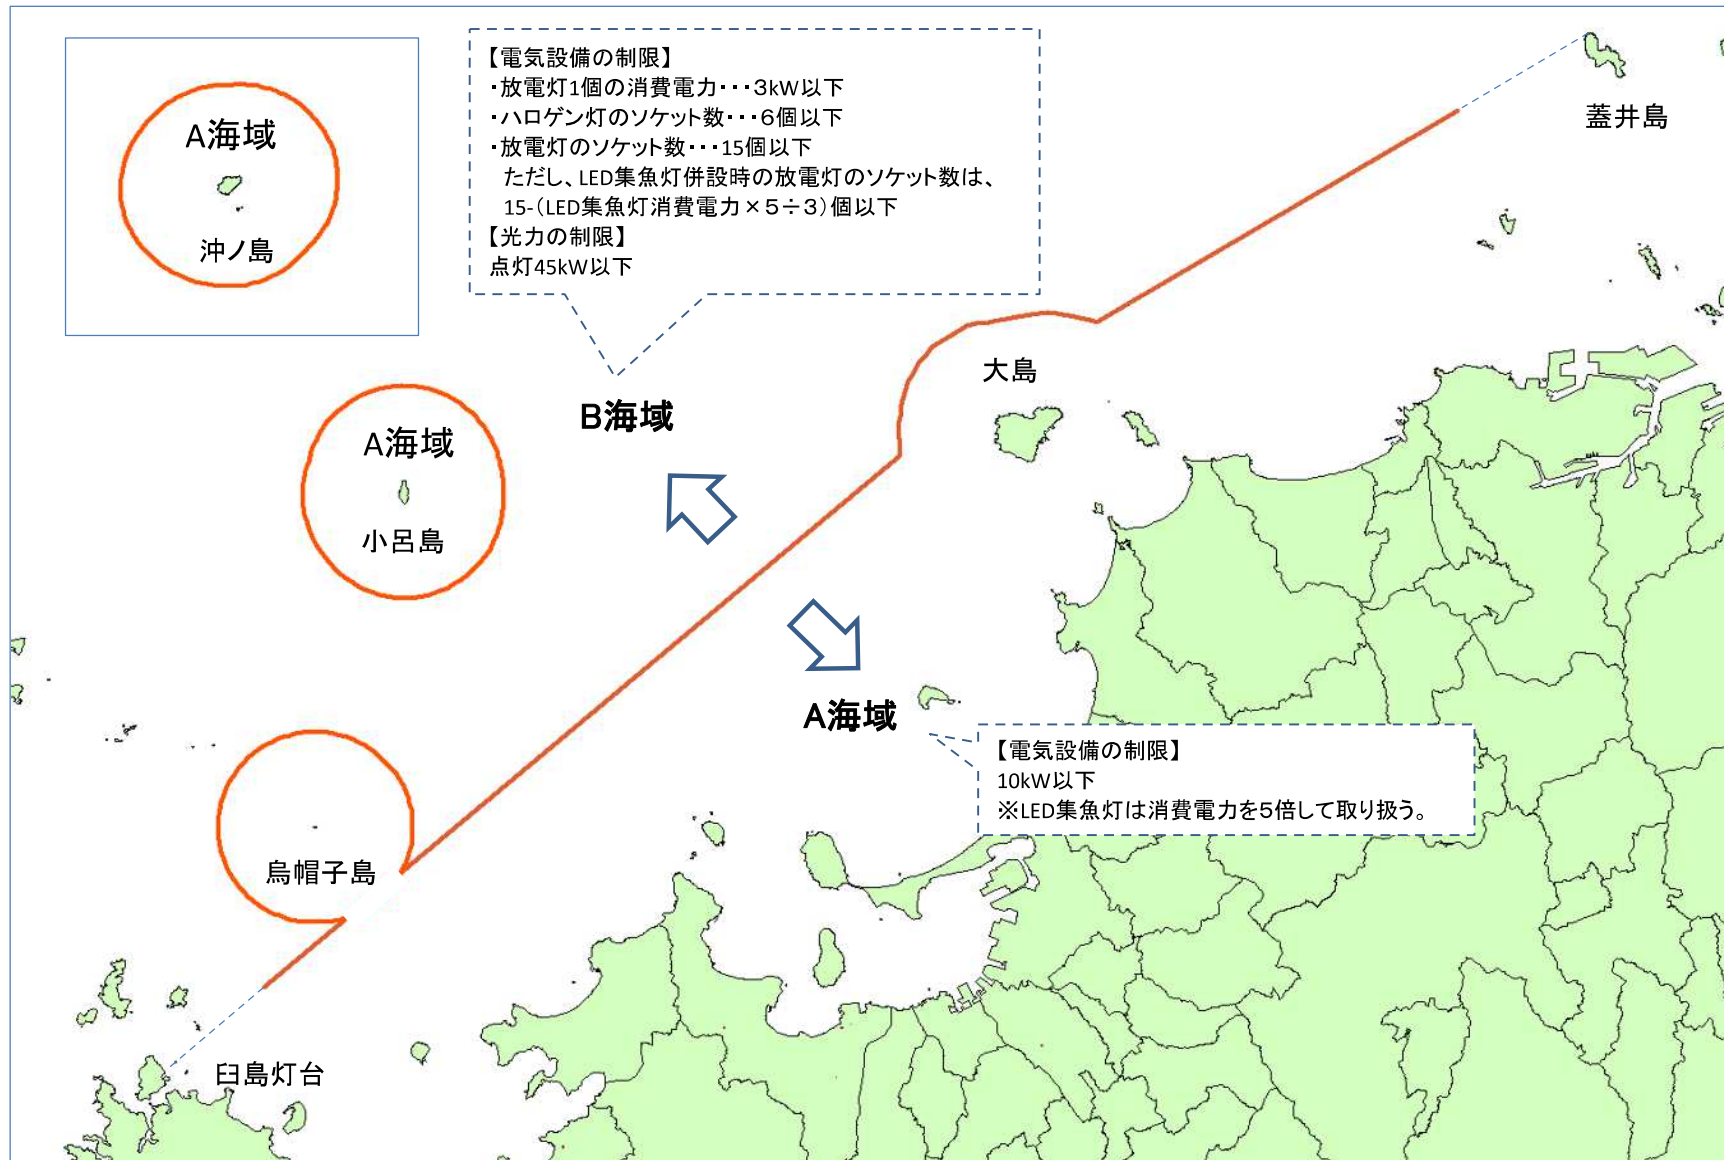 【電気設備の制限】
・放電灯1個の消費電力・・・3kW以下
・ハロゲン灯のソケット数・・・6個以下
・放電灯のソケット数・・・15個以下
ただし、LED集魚灯併設時の放電灯のソケット数は、
15-(LED集魚灯消費電力×5÷3)個以下
【光力の制限】
点灯45kW以下
A海域
沖ノ島
蓋井島
大島
B海域
A海域
小呂島
A海域
【電気設備の制限】
10kW以下
※LED集魚灯は消費電力を5倍して取り扱う。
烏帽子島
臼島灯台